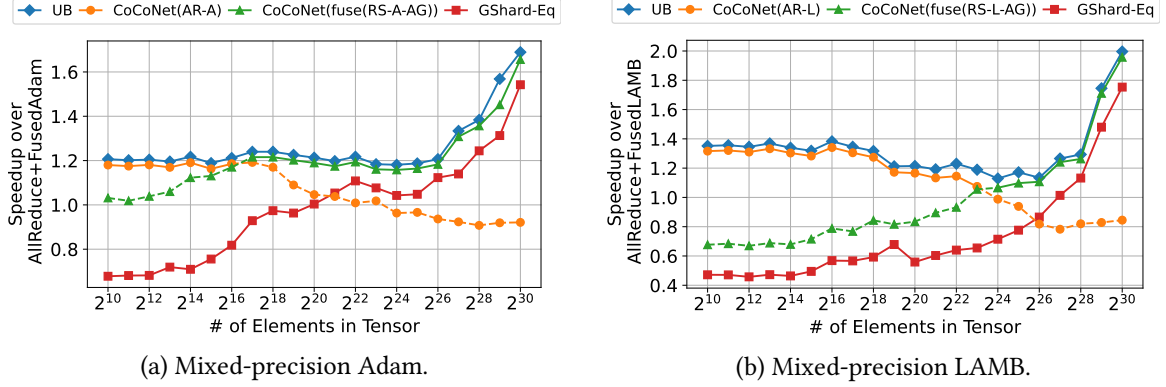 UB CoCoNet(AR-A) CoCoNet(fuse(RS-A-AG)) GShard-Eq
Speedup over
AllReduce+FusedAdam
1.6
1.4
1.2
1.0
0.8
2^10 2^12 2^14 2^16 2^18 2^20 2^22 2^24 2^26 2^28 2^30
# of Elements in Tensor
(a) Mixed-precision Adam.
UB CoCoNet(AR-L) CoCoNet(fuse(RS-L-AG)) GShard-Eq
Speedup over
AllReduce+FusedLAMB
2.0
1.8
1.6
1.4
1.2
1.0
0.8
0.6
0.4
2^10 2^12 2^14 2^16 2^18 2^20 2^22 2^24 2^26 2^28 2^30
# of Elements in Tensor
(b) Mixed-precision LAMB.